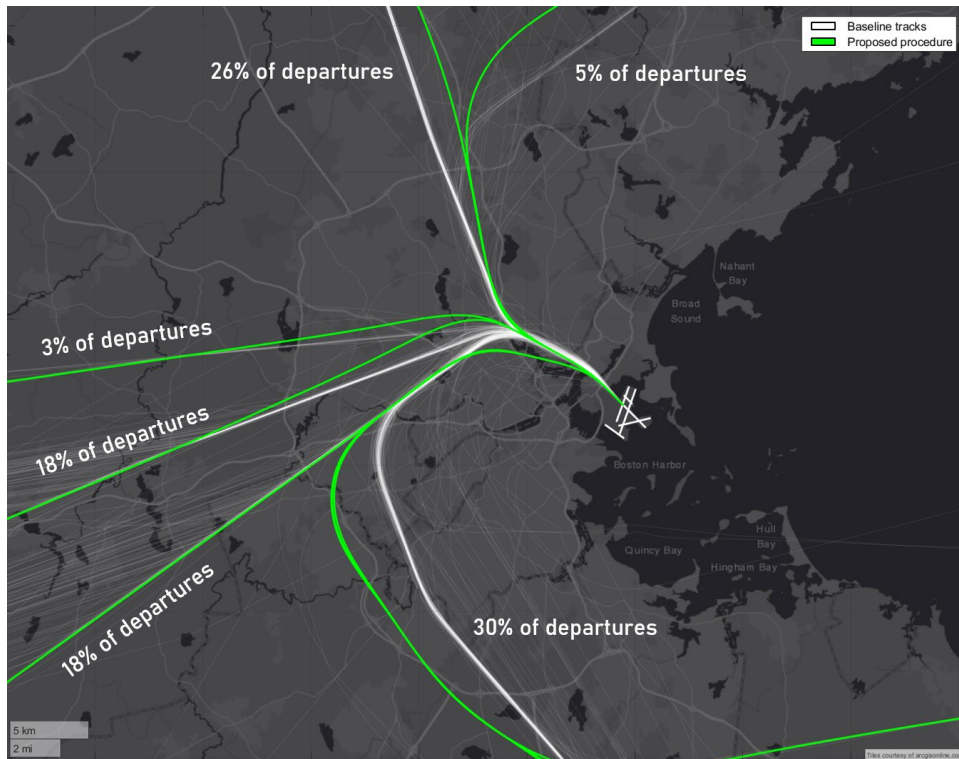 Baseline tracks
Proposed procedure
26% of departures
5% of departures
Nahant
Bay
Broad
Sound
3% of departures
18% of departures
Boston Harbor
Hull
Bay
Quincy Bay
Hingham Bay
18% of departures
30% of departures
5 km
2 mi
Tiles courtesy of arcgisonline.co